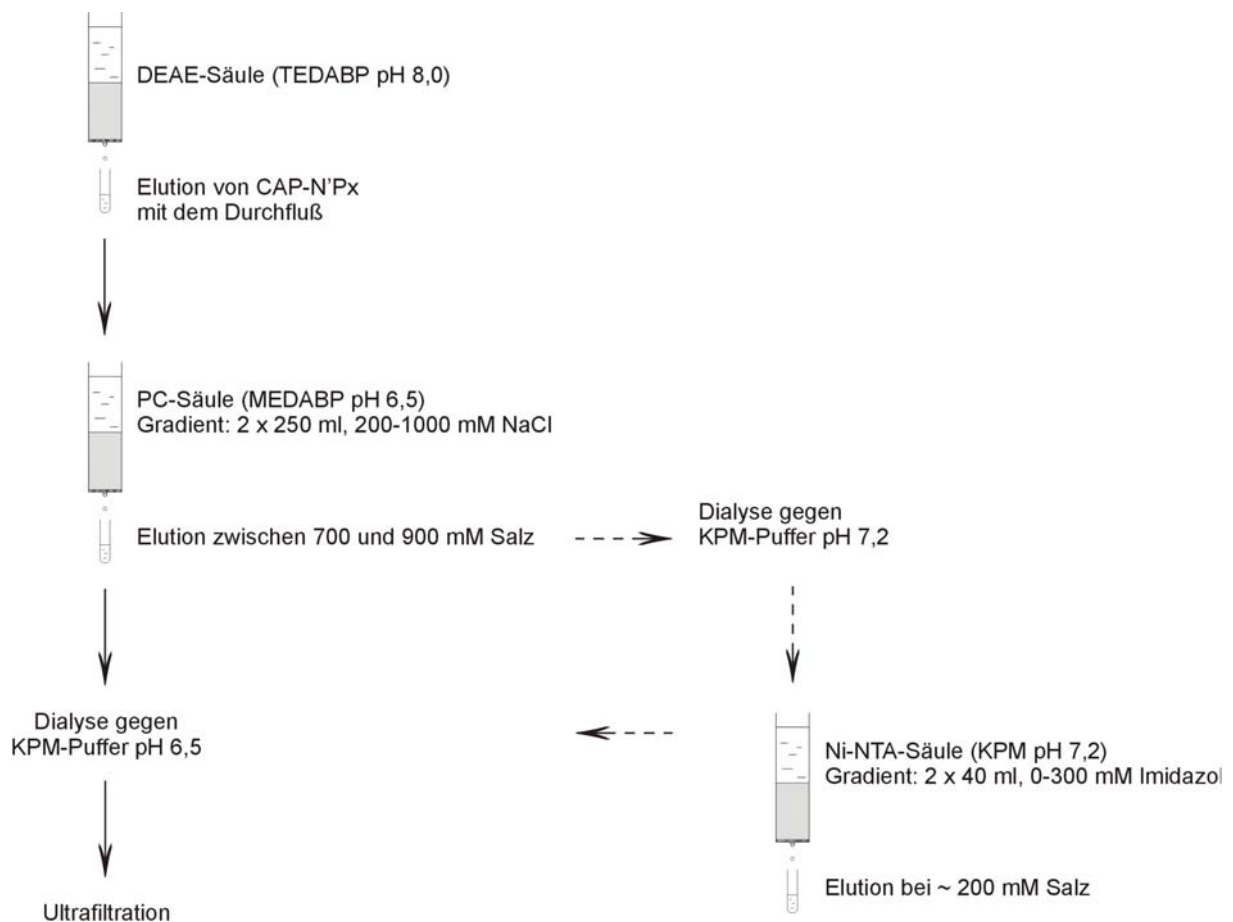 DEAE-Säule (TEDABP pH 8,0)
Elution von CAP-N'Px
mit dem Durchfluß
PC-Säule (MEDABP pH 6,5)
Gradient: 2 x 250 ml, 200-1000 mM NaCl
Elution zwischen 700 und 900 mM Salz
Dialyse gegen
KPM-Puffer pH 7,2
Dialyse gegen
KPM-Puffer pH 6,5
Ni-NTA-Säule (KPM pH 7,2)
Gradient: 2 x 40 ml, 0-300 mM Imidazol
Elution bei ~ 200 mM Salz
Ultrafiltration